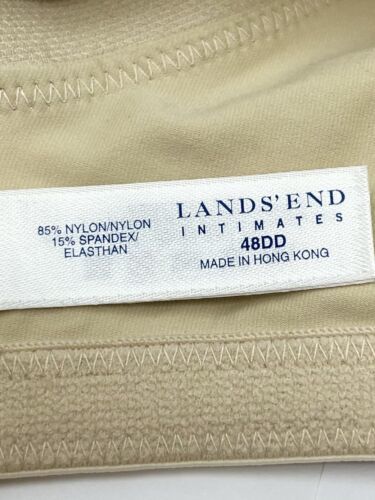 85% NYLON/NYLON
15% SPANDEX/
ELASTHAN
LANDS' END
INTIMATES
48DD
MADE IN HONG KONG